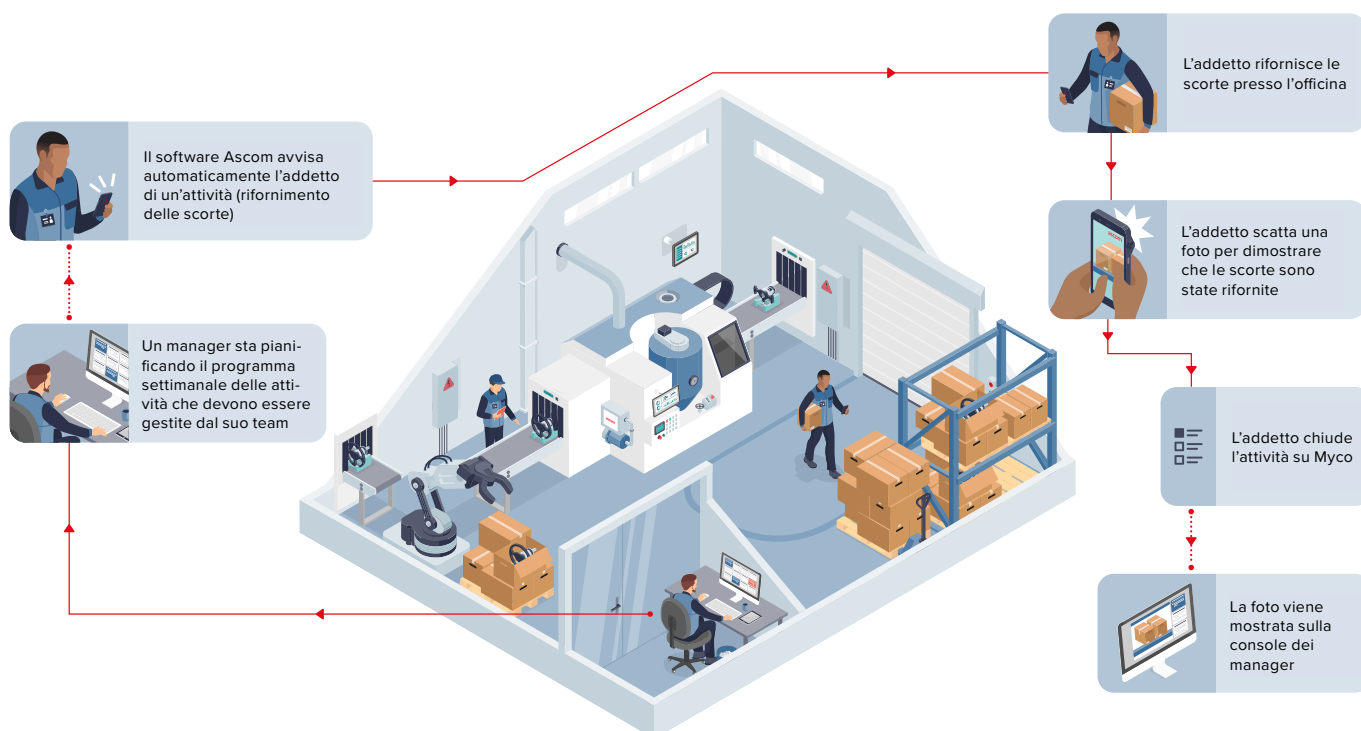 Un manager sta piani-
ficando il programma
settimanale delle atti-
vità che devono essere
gestite dal suo team
Il software Ascom avvisa
automaticamente l'addetto
di un'attività (rifornimento
delle scorte)
L'addetto rifornisce le
scorte presso l'officina
L'addetto scatta una
foto per dimostrare
che le scorte sono
state rifornite
L'addetto chiude
l'attività su Myco
La foto viene
mostrata sulla
console dei
manager